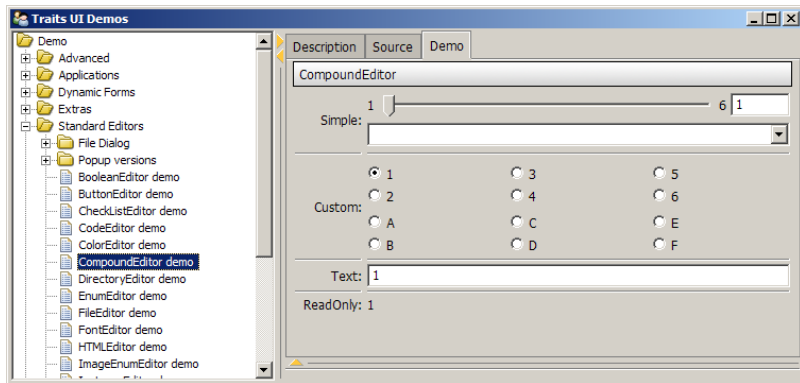 Traits UI Demos
Demo
Advanced
Applications
Dynamic Forms
Extras
Standard Editors
File Dialog
Popup versions
BooleanEditor demo
ButtonEditor demo
CheckListEditor demo
CodeEditor demo
ColorEditor demo
CompoundEditor demo
DirectoryEditor demo
EnumEditor demo
FileEditor demo
FontEditor demo
HTMLEditor demo
ImageEnumEditor demo
Description Source Demo
CompoundEditor
Simple: 1 6 1
1 3 5
2 4 6
Custom:
A C E
B D F
Text: 1
ReadOnly: 1